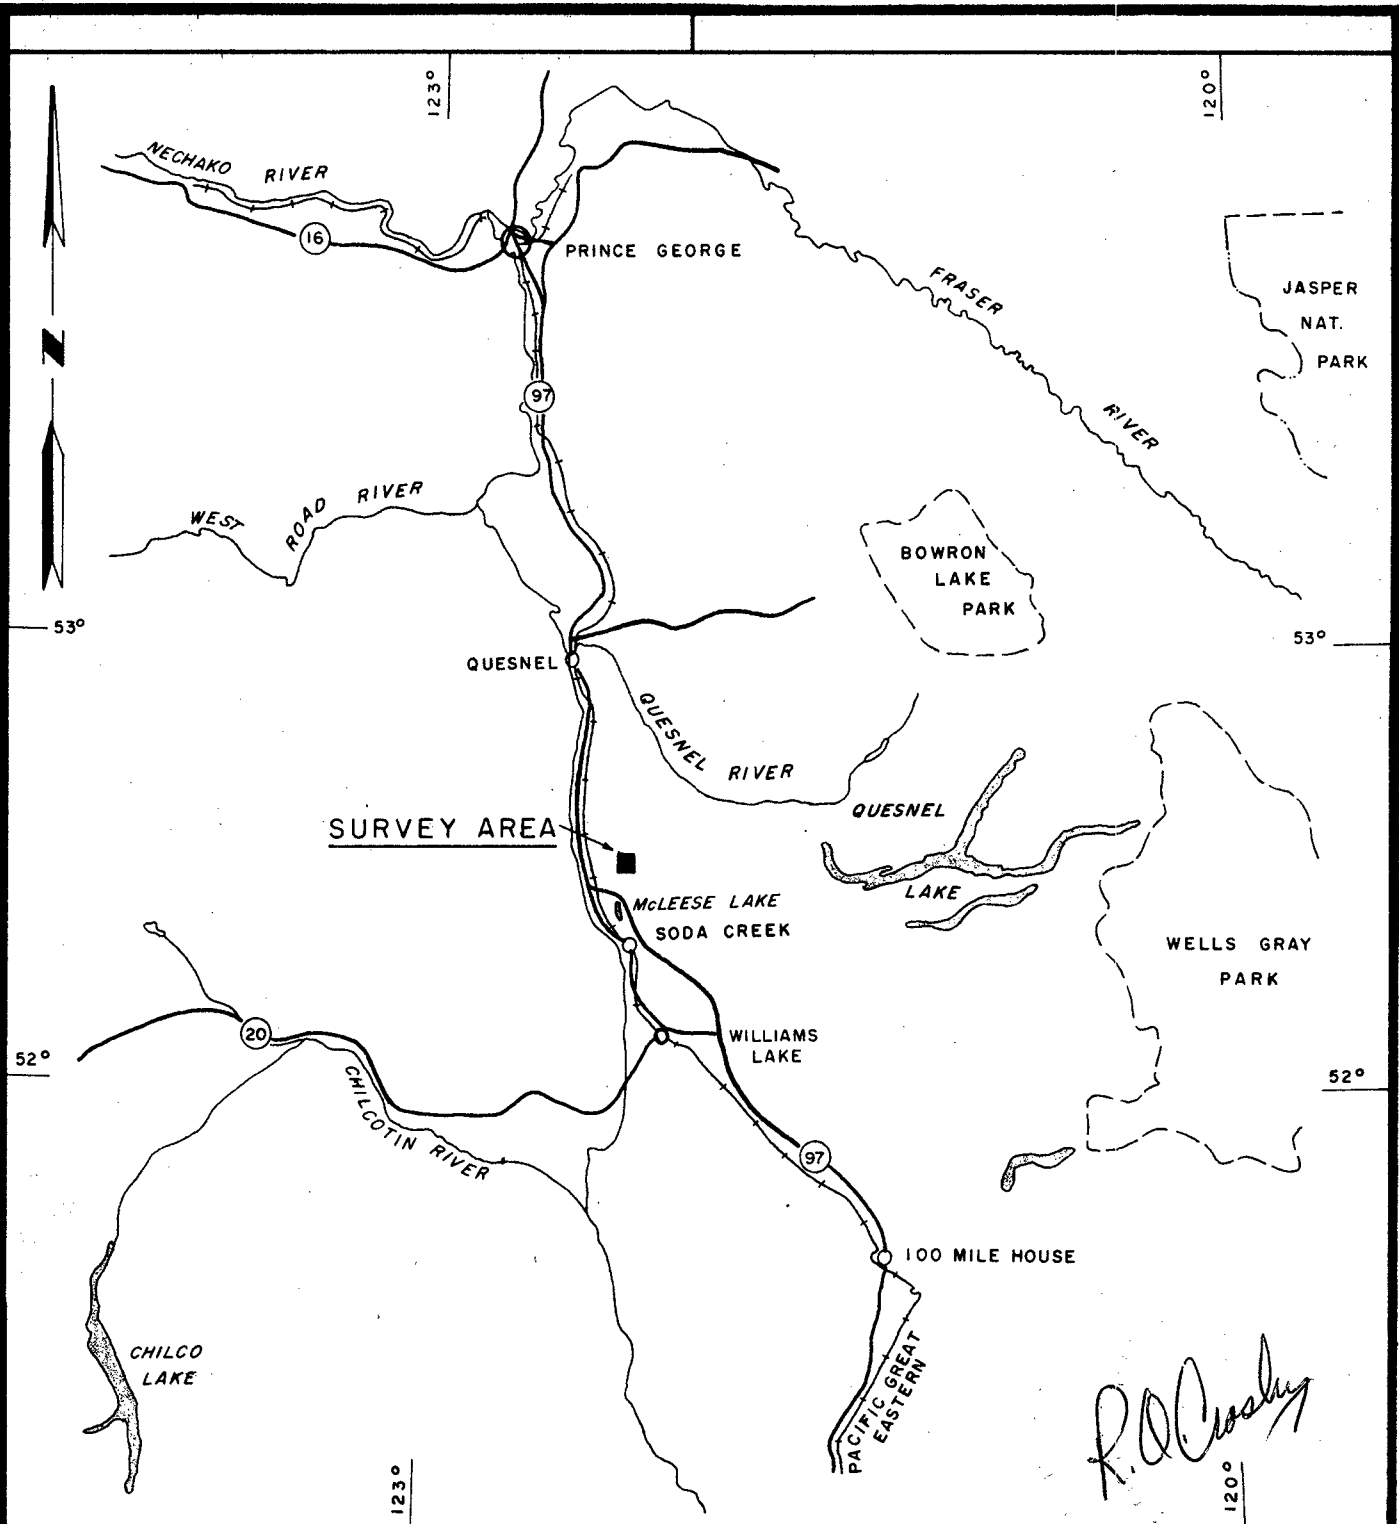 123°
120°
NECHAKO RIVER
16
PRINCE GEORGE
FRASER RIVER
JASPER
NAT.
PARK
N
97
WEST ROAD RIVER
BOWRON
LAKE
PARK
53°
53°
QUESNEL
QUESNEL RIVER
QUESNEL
LAKE
SURVEY AREA
McLEESE LAKE
SODA CREEK
WELLS GRAY
PARK
20
WILLIAMS
LAKE
52°
52°
CHILCOTIN RIVER
97
100 MILE HOUSE
CHILCO
LAKE
PACIFIC GREAT
EASTERN
R.O. Crosby
123°
120°